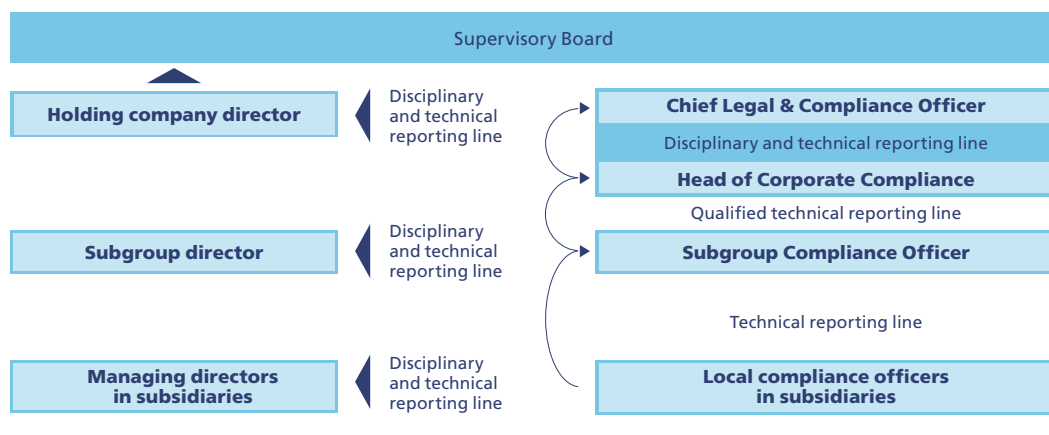 Supervisory Board
Holding company director
Disciplinary
and technical
reporting line
Chief Legal & Compliance Officer
Disciplinary and technical reporting line
Head of Corporate Compliance
Qualified technical reporting line
Subgroup director
Disciplinary
and technical
reporting line
Subgroup Compliance Officer
Technical reporting line
Managing directors
in subsidiaries
Disciplinary
and technical
reporting line
Local compliance officers
in subsidiaries